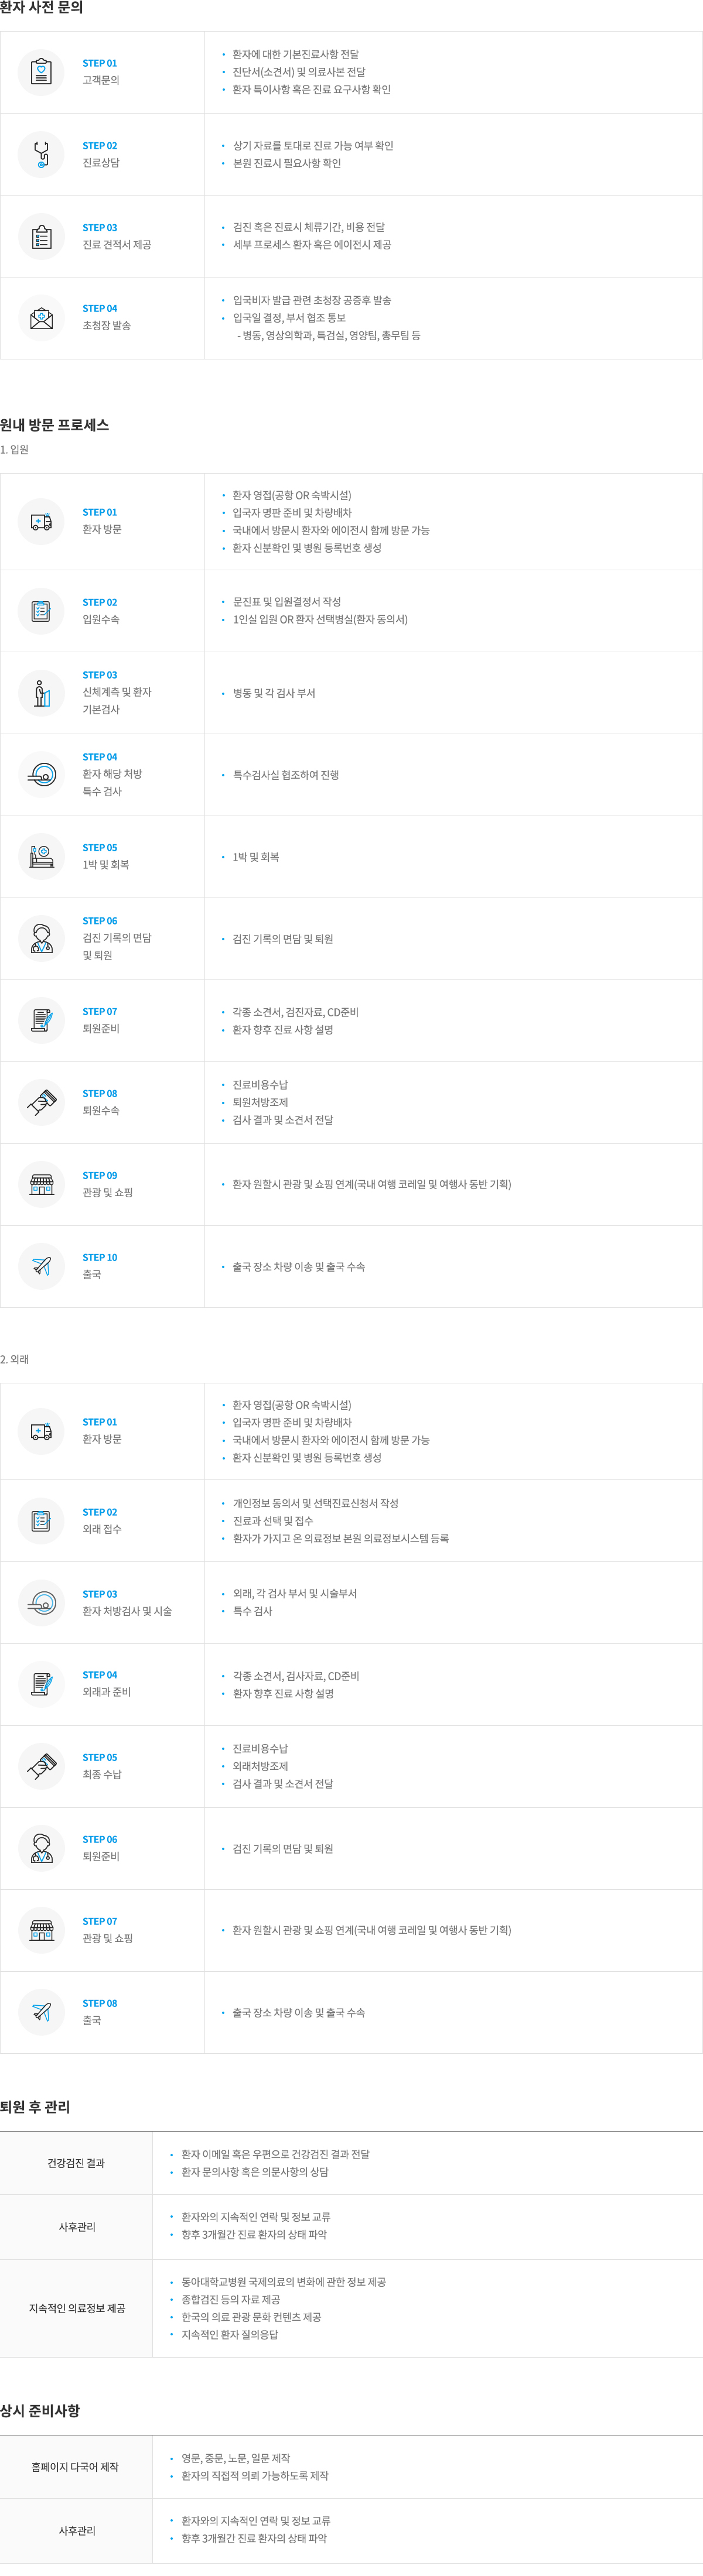 환자 사전 문의
STEP 01
고객문의
환자에 대한 기본진료사항 전달
진단서(소견서) 및 의료사본 전달
환자 특이사항 혹은 진료 요구사항 확인
STEP 02
진료상담
상기 자료를 토대로 진료 가능 여부 확인
본원 진료시 필요사항 확인
STEP 03
진료 견적서 제공
검진 혹은 진료시 체류기간, 비용 전달
세부 프로세스 환자 혹은 에이전시 제공
STEP 04
초청장 발송
입국비자 발급 관련 초청장 공증후 발송
입국일 결정, 부서 협조 통보
- 병동, 영상의학과, 특검실, 영양팀, 총무팀 등
원내 방문 프로세스
1. 입원
STEP 01
환자 방문
환자 영접(공항 OR 숙박시설)
입국자 명판 준비 및 차량배차
국내에서 방문시 환자와 에이전시 함께 방문 가능
환자 신분확인 및 병원 등록번호 생성
STEP 02
입원수속
문진표 및 입원결정서 작성
1인실 입원 OR 환자 선택병실(환자 동의서)
STEP 03
신체계측 및 환자
기본검사
병동 및 각 검사 부서
STEP 04
환자 해당 처방
특수 검사
특수검사실 협조하여 진행
STEP 05
1박 및 회복
1박 및 회복
STEP 06
검진 기록의 면담
및 퇴원
검진 기록의 면담 및 퇴원
STEP 07
퇴원준비
각종 소견서, 검진자료, CD준비
환자 향후 진료 사항 설명
STEP 08
퇴원수속
진료비용수납
퇴원처방조제
검사 결과 및 소견서 전달
STEP 09
관광 및 쇼핑
환자 원할시 관광 및 쇼핑 연계(국내 여행 코레일 및 여행사 동반 기획)
STEP 10
출국
출국 장소 차량 이송 및 출국 수속
2. 외래
STEP 01
환자 방문
환자 영접(공항 OR 숙박시설)
입국자 명판 준비 및 차량배차
국내에서 방문시 환자와 에이전시 함께 방문 가능
환자 신분확인 및 병원 등록번호 생성
STEP 02
외래 접수
개인정보 동의서 및 선택진료신청서 작성
진료과 선택 및 접수
환자가 가지고 온 의료정보 본원 의료정보시스템 등록
STEP 03
환자 처방검사 및 시술
외래, 각 검사 부서 및 시술부서
특수 검사
STEP 04
외래과 준비
각종 소견서, 검사자료, CD준비
환자 향후 진료 사항 설명
STEP 05
최종 수납
진료비용수납
외래처방조제
검사 결과 및 소견서 전달
STEP 06
퇴원준비
검진 기록의 면담 및 퇴원
STEP 07
관광 및 쇼핑
환자 원할시 관광 및 쇼핑 연계(국내 여행 코레일 및 여행사 동반 기획)
STEP 08
출국
출국 장소 차량 이송 및 출국 수속
퇴원 후 관리
건강검진 결과
환자 이메일 혹은 우편으로 건강검진 결과 전달
환자 문의사항 혹은 의문사항의 상담
사후관리
환자와의 지속적인 연락 및 정보 교류
향후 3개월간 진료 환자의 상태 파악
지속적인 의료정보 제공
동아대학교병원 국제의료의 변화에 관한 정보 제공
종합검진 등의 자료 제공
한국의 의료 관광 문화 컨텐츠 제공
지속적인 환자 질의응답
상시 준비사항
홈페이지 다국어 제작
영문, 중문, 노문, 일문 제작
환자의 직접적 의뢰 가능하도록 제작
사후관리
환자와의 지속적인 연락 및 정보 교류
향후 3개월간 진료 환자의 상태 파악